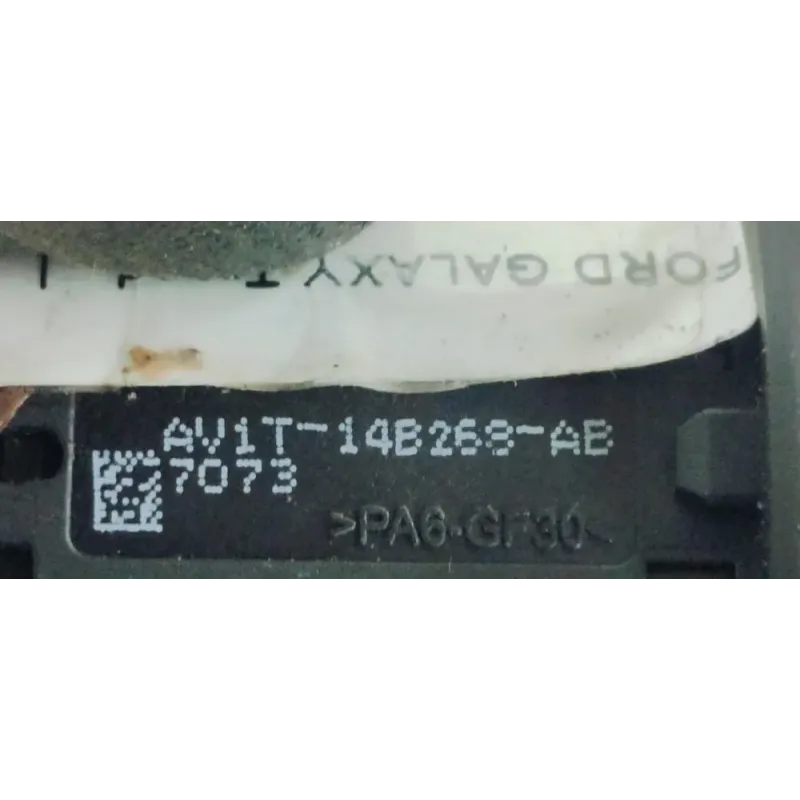 FORD GALAXY
AV1T-14B268-AB
7073
>PA6-GF30<